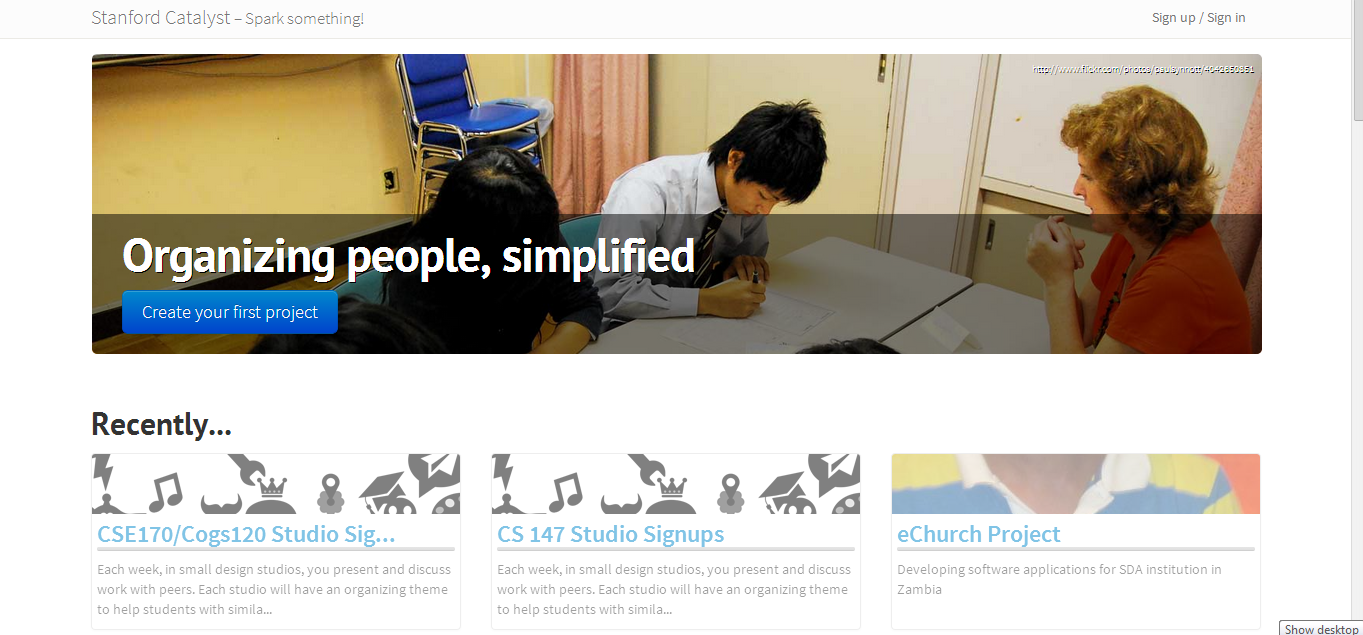 Stanford Catalyst – Spark something!
Sign up / Sign in
http://www.flickr.com/photos/paulsynnott/4042650851
Organizing people, simplified
Create your first project
Recently...
CSE170/Cogs120 Studio Sig...
Each week, in small design studios, you present and discuss
work with peers. Each studio will have an organizing theme
to help students with simila...
CS 147 Studio Signups
Each week, in small design studios, you present and discuss
work with peers. Each studio will have an organizing theme
to help students with simila...
eChurch Project
Developing software applications for SDA institution in
Zambia
Show desktop